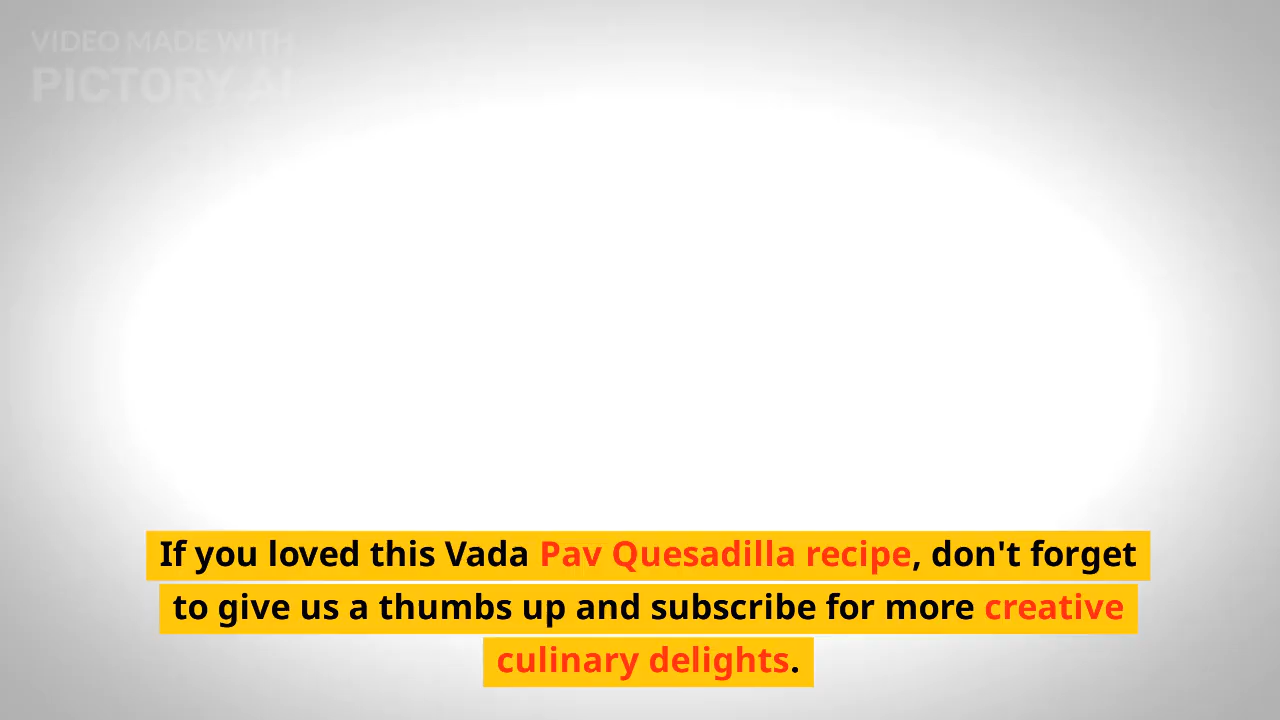 VIDEO MADE WITH
PICTORY.AI
If you loved this Vada Pav Quesadilla recipe, don't forget
to give us a thumbs up and subscribe for more creative
culinary delights.